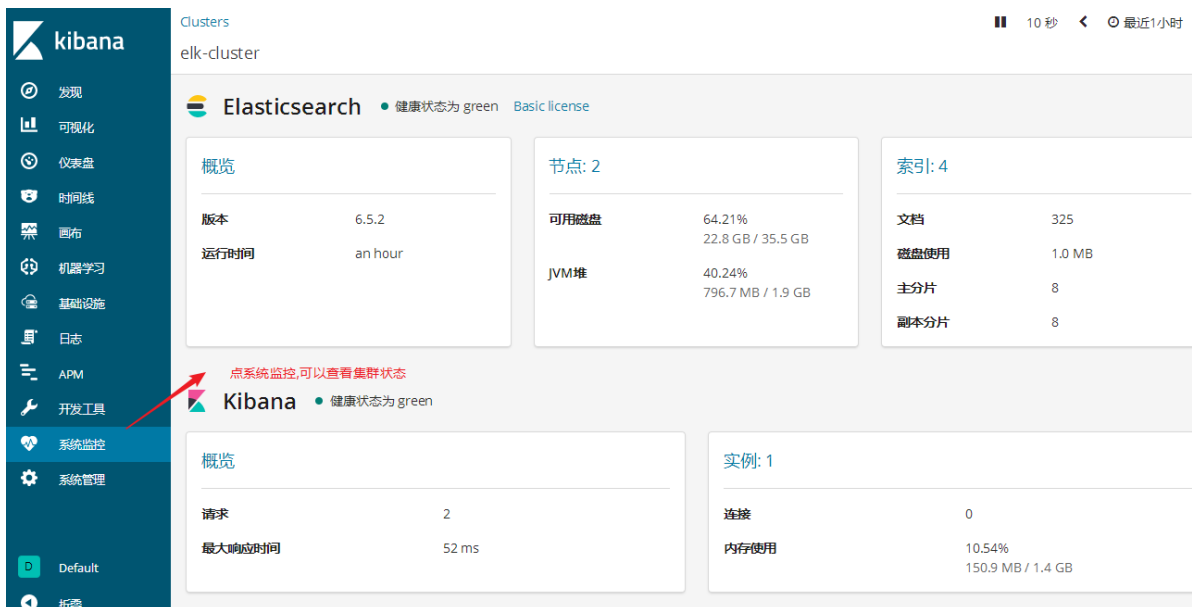 kibana
发现
可视化
仪表盘
时间线
画布
机器学习
基础设施
日志
APM
开发工具
系统监控
系统管理
D Default
折叠
Clusters
10 秒 最近1小时
elk-cluster
Elasticsearch 健康状态为 green Basic license
概览
版本 6.5.2
运行时间 an hour
节点: 2
可用磁盘 64.21%
22.8 GB / 35.5 GB
JVM堆 40.24%
796.7 MB / 1.9 GB
索引: 4
文档 325
磁盘使用 1.0 MB
主分片 8
副本分片 8
点系统监控,可以查看集群状态
Kibana 健康状态为 green
概览
请求 2
最大响应时间 52 ms
实例: 1
连接 0
内存使用 10.54%
150.9 MB / 1.4 GB